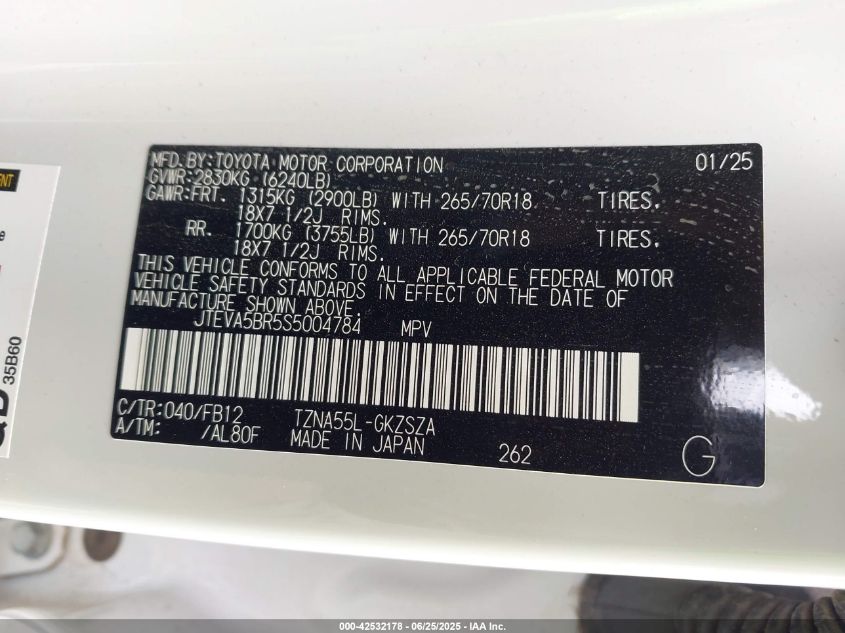 MFD. BY: TOYOTA MOTOR CORPORATION 01/25
GVWR: 2830KG (6240LB)
GAWR: FRT. 1315KG (2900LB) WITH 265/70R18 TIRES.
18X7 1/2J RIMS.
RR. 1700KG (3755LB) WITH 265/70R18 TIRES.
18X7 1/2J RIMS.
THIS VEHICLE CONFORMS TO ALL APPLICABLE FEDERAL MOTOR
VEHICLE SAFETY STANDARDS IN EFFECT ON THE DATE OF
MANUFACTURE SHOWN ABOVE.
JTEVA5BR5S5004784 MPV
C/TR: 040/FB12 TZNA55L-GKZSZA
A/TM: /AL80F MADE IN JAPAN 262 G
35B60
000-42532178 - 06/25/2025 - IAA Inc.